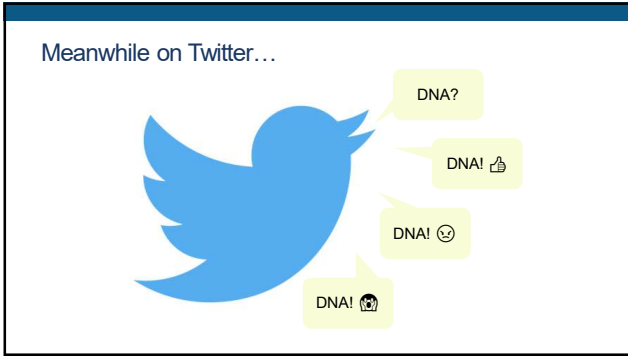 Meanwhile on Twitter…
DNA?
DNA! 👍
DNA! 😠
DNA! 😱